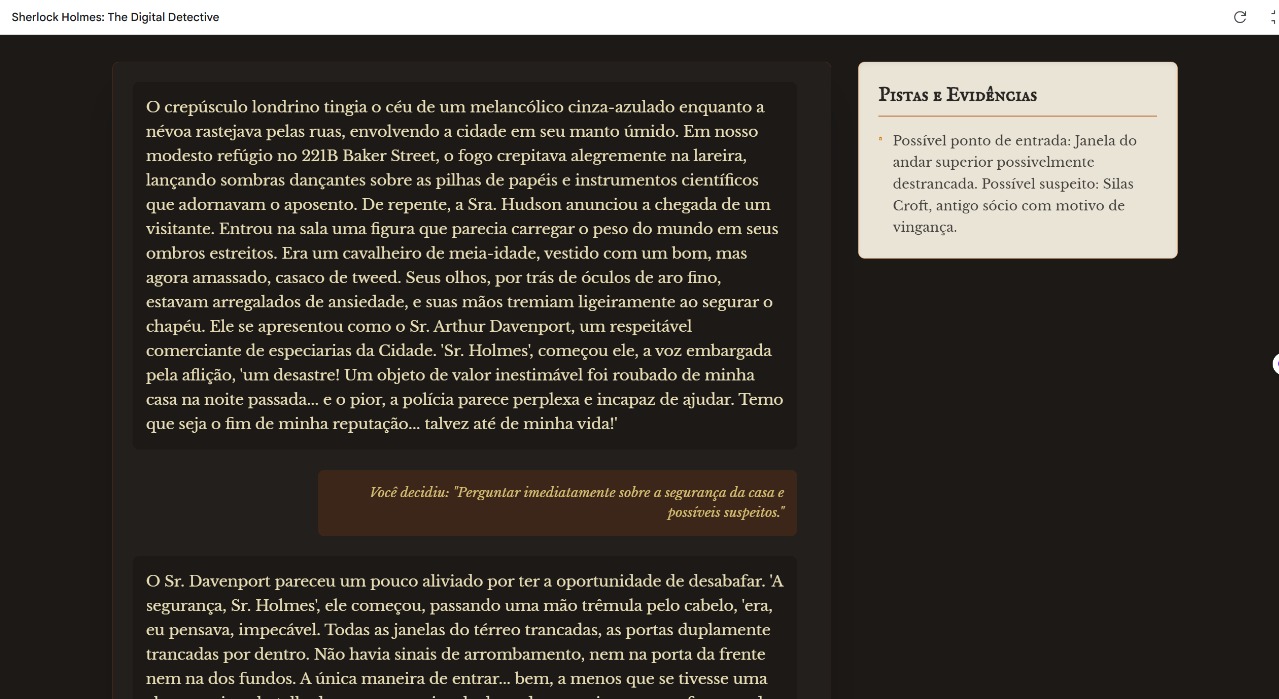 Sherlock Holmes: The Digital Detective
O crepúsculo londrino tingia o céu de um melancólico cinza-azulado enquanto a
névoa rastejava pelas ruas, envolvendo a cidade em seu manto úmido. Em nosso
modesto refúgio no 221B Baker Street, o fogo crepitava alegremente na lareira,
lançando sombras dançantes sobre as pilhas de papéis e instrumentos científicos
que adornavam o aposento. De repente, a Sra. Hudson anunciou a chegada de um
visitante. Entrou na sala uma figura que parecia carregar o peso do mundo em seus
ombros estreitos. Era um cavalheiro de meia-idade, vestido com um bom, mas
agora amassado, casaco de tweed. Seus olhos, por trás de óculos de aro fino,
estavam arregalados de ansiedade, e suas mãos tremiam ligeiramente ao segurar o
chapéu. Ele se apresentou como o Sr. Arthur Davenport, um respeitável
comerciante de especiarias da Cidade. 'Sr. Holmes', começou ele, a voz embargada
pela aflição, 'um desastre! Um objeto de valor inestimável foi roubado de minha
casa na noite passada... e o pior, a polícia parece perplexa e incapaz de ajudar. Temo
que seja o fim de minha reputação... talvez até de minha vida!'
Você decidiu: "Perguntar imediatamente sobre a segurança da casa e
possíveis suspeitos."
O Sr. Davenport pareceu um pouco aliviado por ter a oportunidade de desabafar. 'A
segurança, Sr. Holmes', ele começou, passando uma mão trêmula pelo cabelo, 'era,
eu pensava, impecável. Todas as janelas do térreo trancadas, as portas duplamente
trancadas por dentro. Não havia sinais de arrombamento, nem na porta da frente
nem na dos fundos. A única maneira de entrar... bem, a menos que se tivesse uma
Pistas e Evidências
Possível ponto de entrada: Janela do
andar superior possivelmente
destrancada. Possível suspeito: Silas
Croft, antigo sócio com motivo de
vingança.